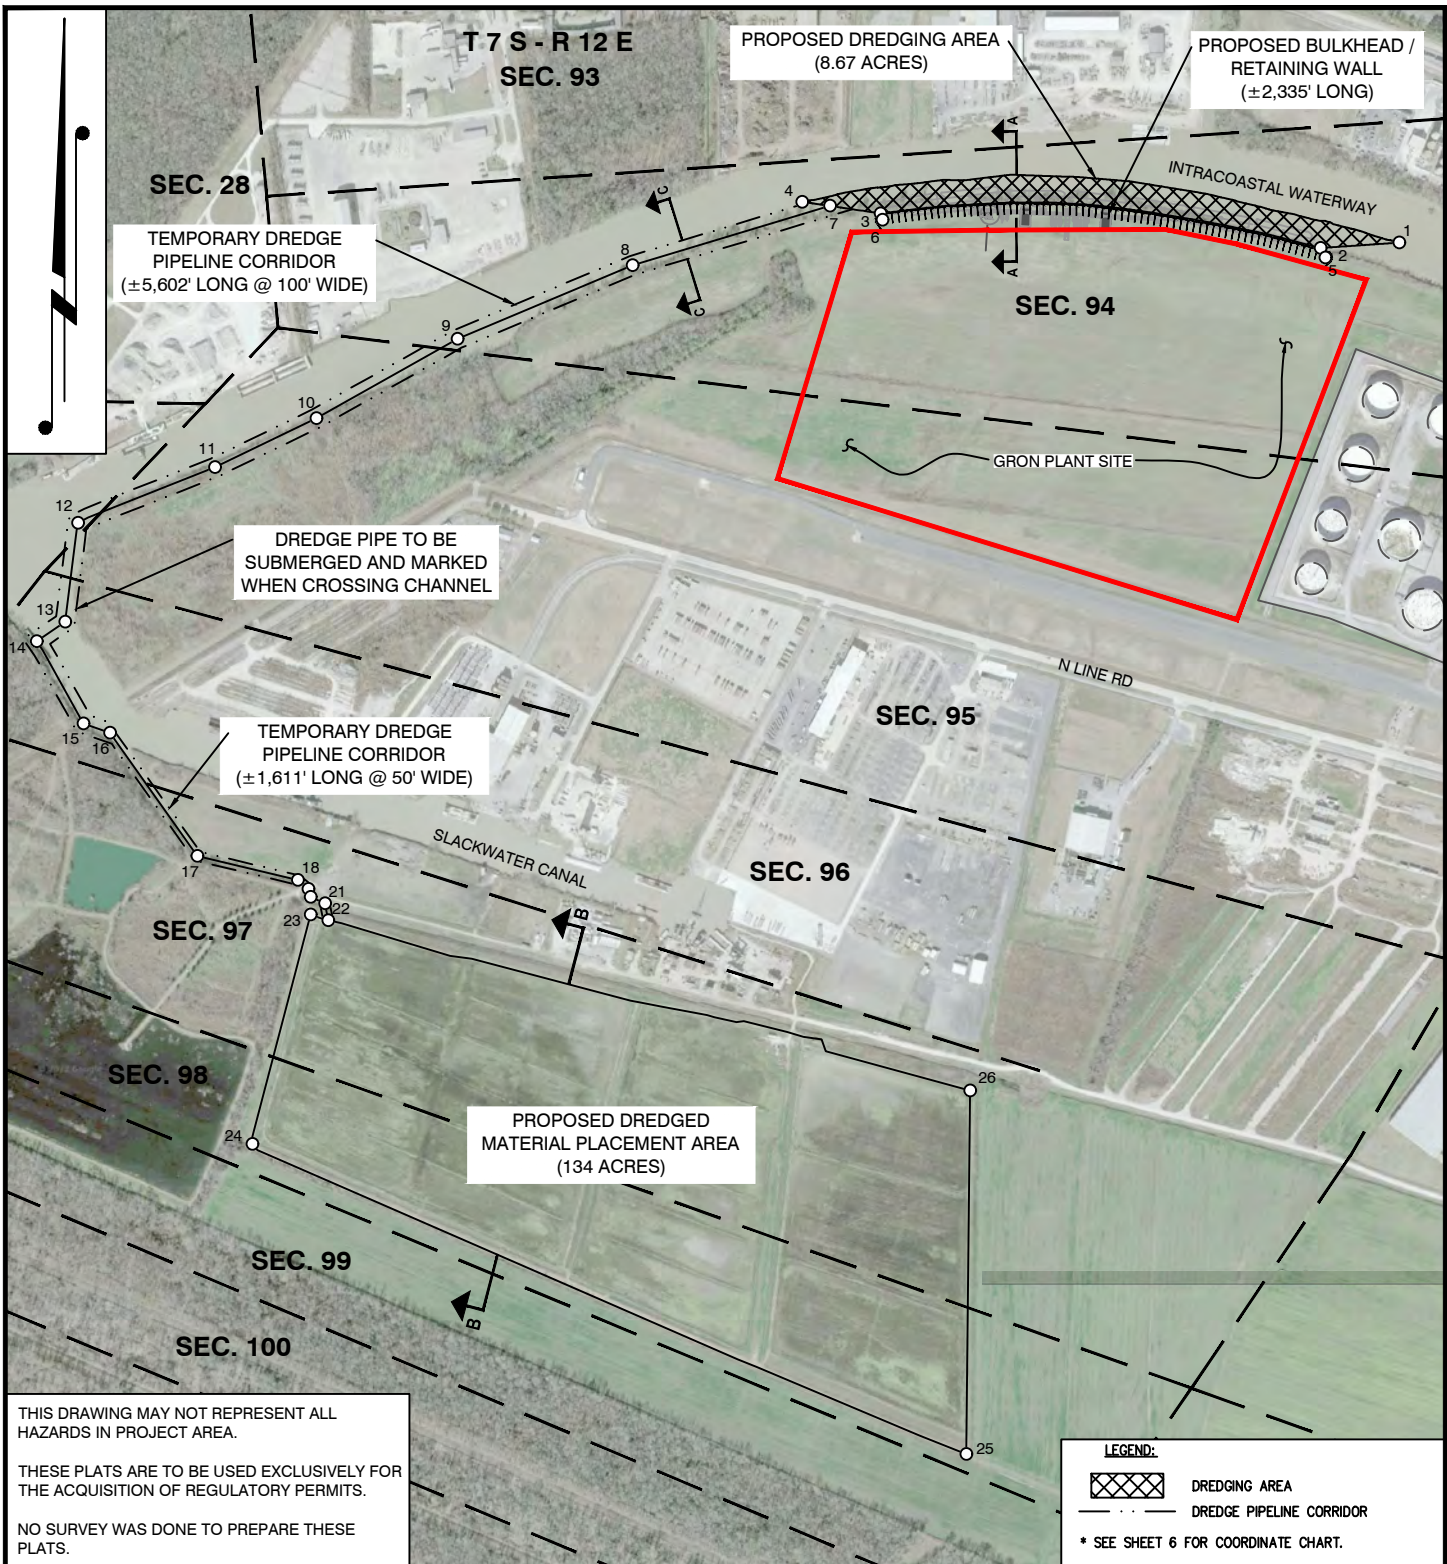 T 7 S - R 12 E
SEC. 93
PROPOSED DREDGING AREA
(8.67 ACRES)
PROPOSED BULKHEAD /
RETAINING WALL
(±2,335' LONG)
A
INTRACOASTAL WATERWAY
SEC. 28
C
4
7
3
6
1
2
5
TEMPORARY DREDGE
PIPELINE CORRIDOR
(±5,602' LONG @ 100' WIDE)
8
A
C
SEC. 94
9
10
11
GRON PLANT SITE
12
DREDGE PIPE TO BE
SUBMERGED AND MARKED
WHEN CROSSING CHANNEL
13
14
N LINE RD
SEC. 95
15
16
TEMPORARY DREDGE
PIPELINE CORRIDOR
(±1,611' LONG @ 50' WIDE)
SLACKWATER CANAL
17
SEC. 96
18
21
22
23
B
SEC. 97
SEC. 98
26
PROPOSED DREDGED
MATERIAL PLACEMENT AREA
(134 ACRES)
24
SEC. 99
B
SEC. 100
25
THIS DRAWING MAY NOT REPRESENT ALL
HAZARDS IN PROJECT AREA.
THESE PLATS ARE TO BE USED EXCLUSIVELY FOR
THE ACQUISITION OF REGULATORY PERMITS.
NO SURVEY WAS DONE TO PREPARE THESE
PLATS.
LEGEND:
DREDGING AREA
DREDGE PIPELINE CORRIDOR
* SEE SHEET 6 FOR COORDINATE CHART.